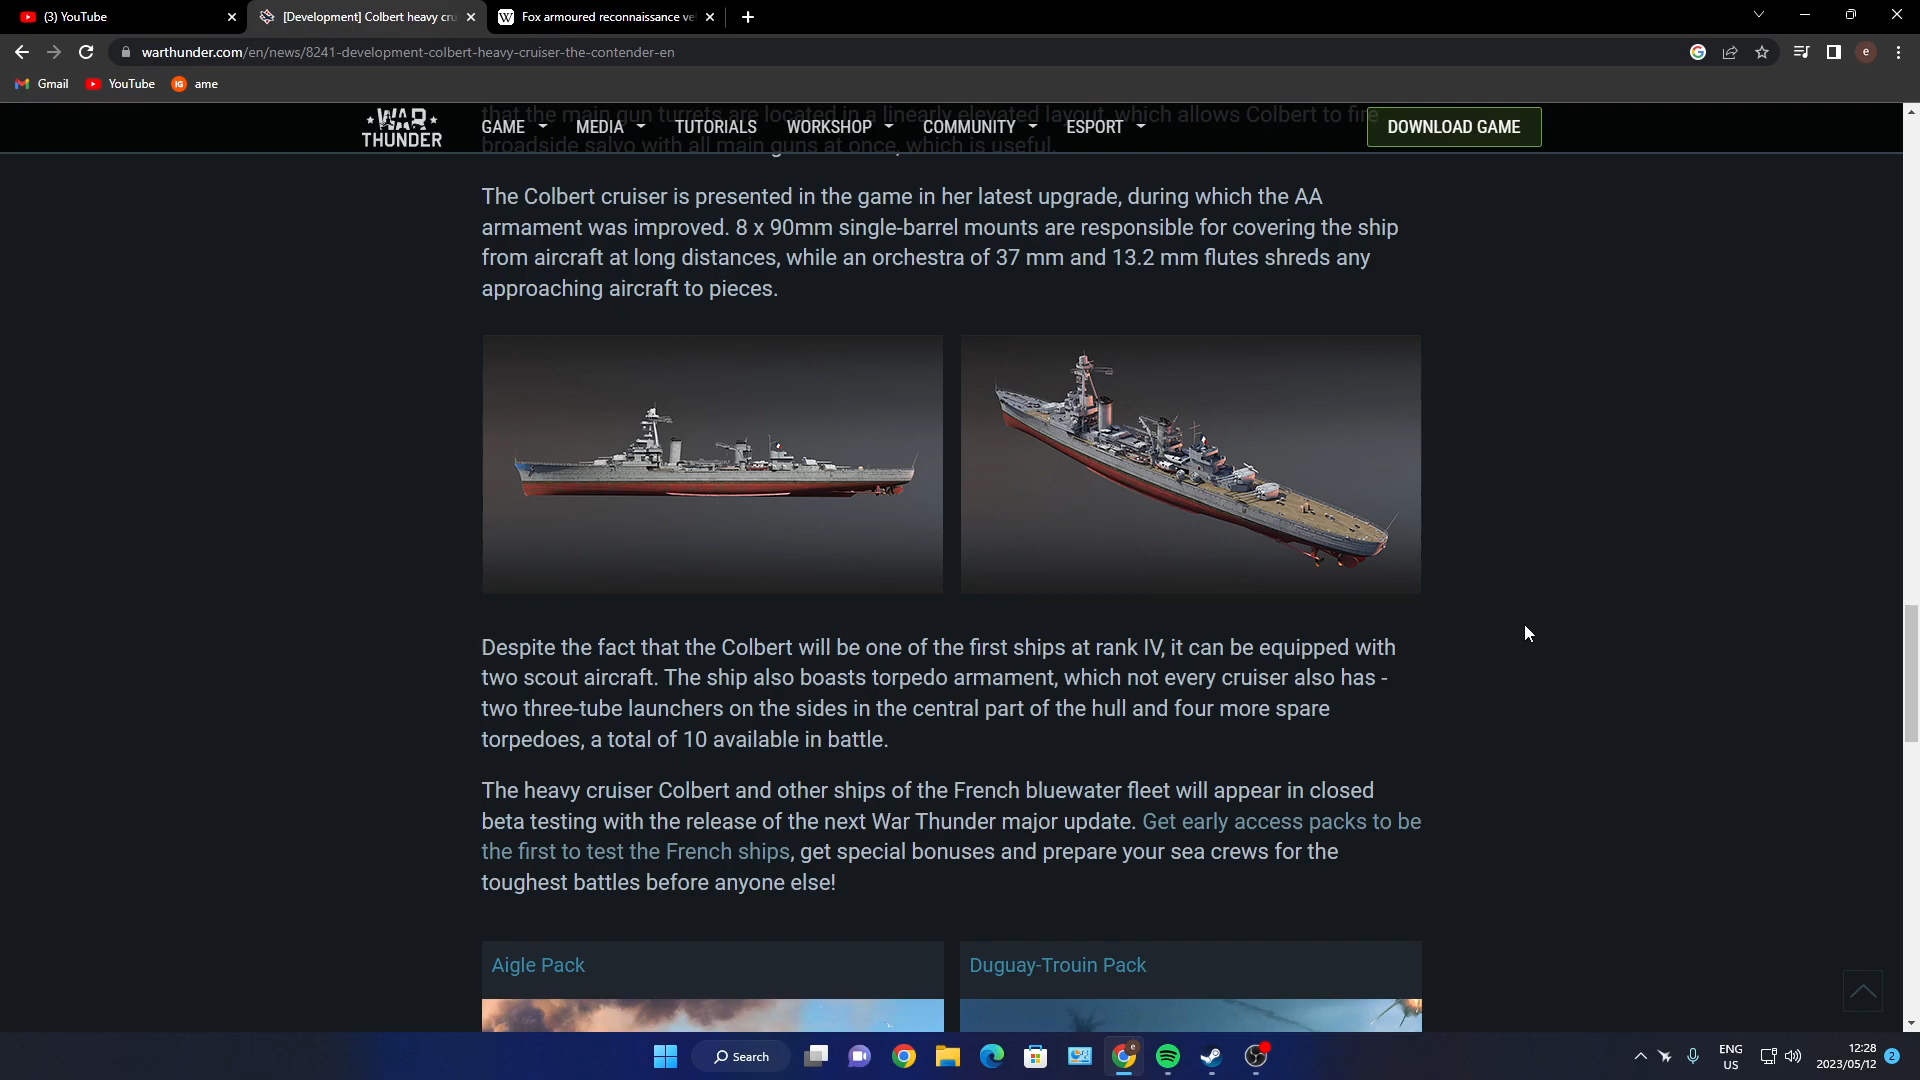 (3) YouTube
[Development] Colbert heavy cru
Fox armoured reconnaissance ve
warthunder.com/en/news/8241-development-colbert-heavy-cruiser-the-contender-en
Gmail
YouTube
ame
WAR THUNDER
GAME
MEDIA
TUTORIALS
WORKSHOP
COMMUNITY
ESPORT
DOWNLOAD GAME
that the main gun turrets are located in a linearly elevated layout, which allows Colbert to fire
broadside salvo with all main guns at once, which is useful.
The Colbert cruiser is presented in the game in her latest upgrade, during which the AA
armament was improved. 8 x 90mm single-barrel mounts are responsible for covering the ship
from aircraft at long distances, while an orchestra of 37 mm and 13.2 mm flutes shreds any
approaching aircraft to pieces.
Despite the fact that the Colbert will be one of the first ships at rank IV, it can be equipped with
two scout aircraft. The ship also boasts torpedo armament, which not every cruiser also has -
two three-tube launchers on the sides in the central part of the hull and four more spare
torpedoes, a total of 10 available in battle.
The heavy cruiser Colbert and other ships of the French bluewater fleet will appear in closed
beta testing with the release of the next War Thunder major update. Get early access packs to be
the first to test the French ships, get special bonuses and prepare your sea crews for the
toughest battles before anyone else!
Aigle Pack
Duguay-Trouin Pack
Search
ENG
US
12:28
2023/05/12
2